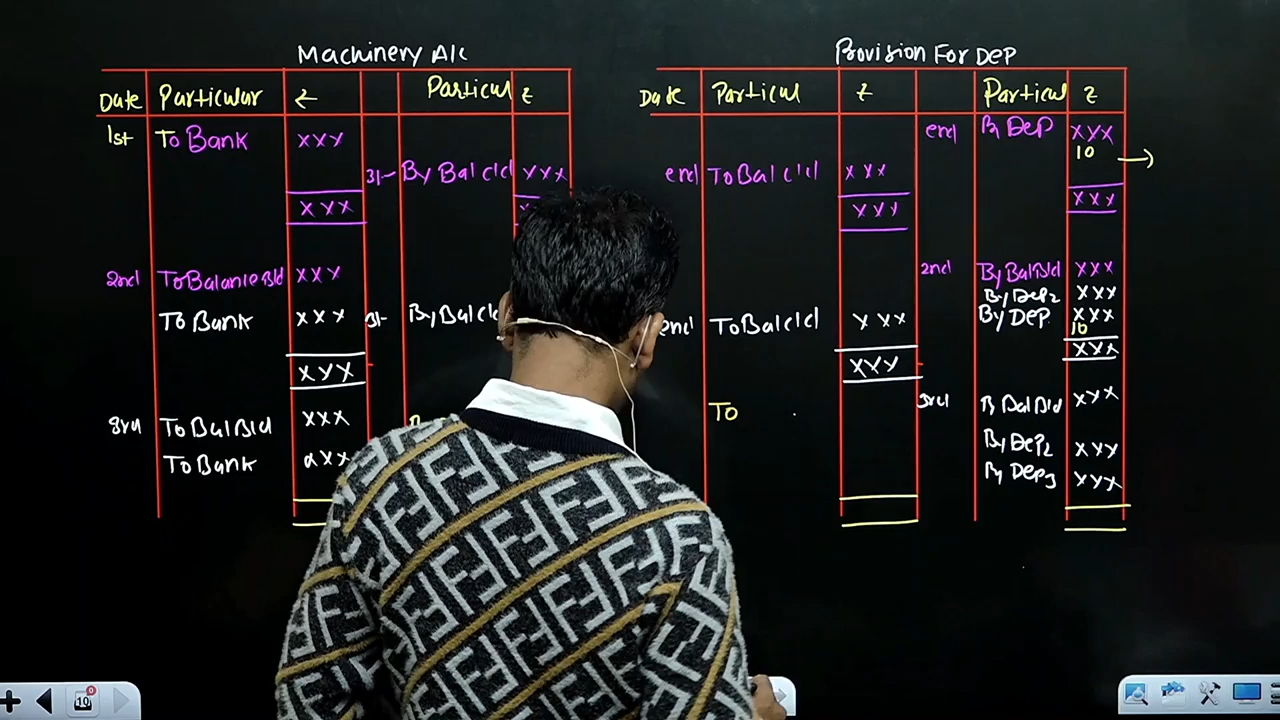 Machinery A/c
Provision For Dep
Date Particular ₹ Particul ₹
Date Particul ₹ Particul ₹
1st To Bank xxx
31- By Bal c/d xxx
xxx
2nd To Balance B/d xxx
To Bank xxx 31- By Bal c/d
xxx
3rd To Bal B/d xxx
To Bank xxx
end By Dep xxx
10
end To Bal c/d xxx
xxx xxx
2nd By Bal B/d xxx
By Dep2 xxx
end To Bal c/d xxx By Dep xxx
10
xxx xxx
3rd By Bal B/d xxx
To
By Dep2 xxx
By Dep3 xxx
10
0